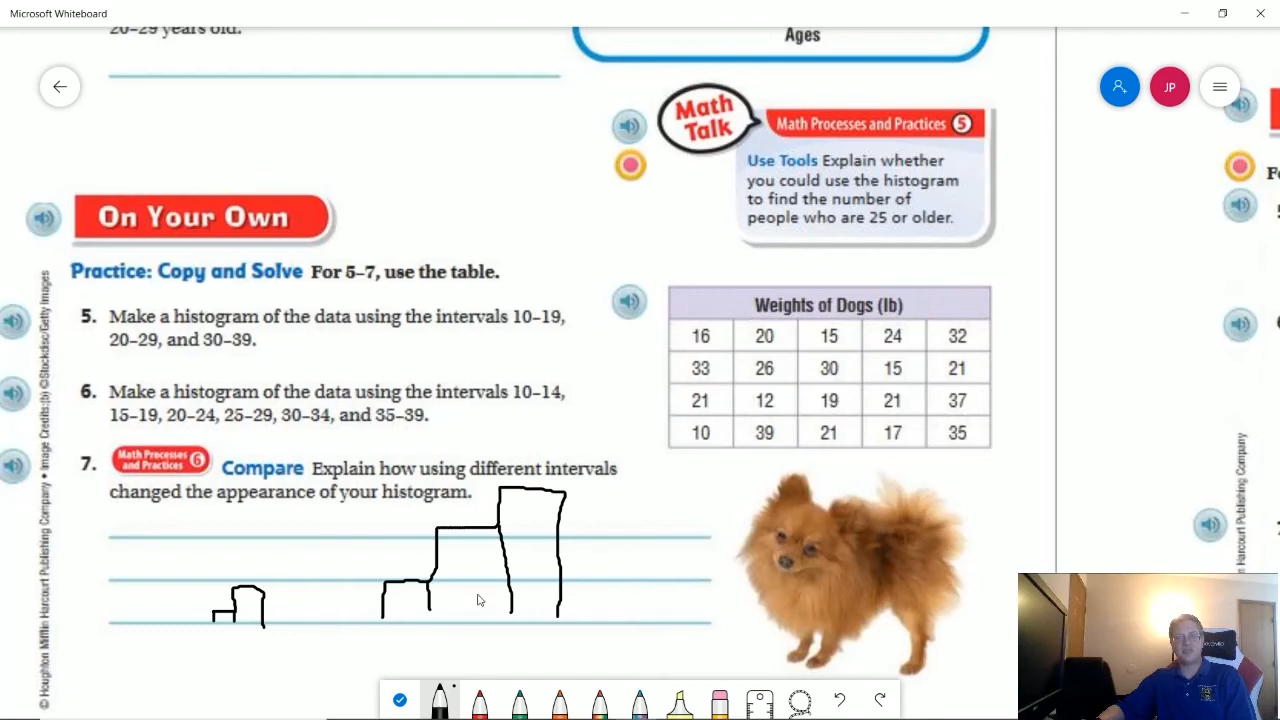 Microsoft Whiteboard
20–29 years old.
Ages
JP
Math
Talk
Math Processes and Practices 5
Use Tools Explain whether
you could use the histogram
to find the number of
people who are 25 or older.
On Your Own
Practice: Copy and Solve For 5–7, use the table.
5. Make a histogram of the data using the intervals 10–19,
20–29, and 30–39.
6. Make a histogram of the data using the intervals 10–14,
15–19, 20–24, 25–29, 30–34, and 35–39.
7. Math Processes and Practices 6 Compare Explain how using different intervals
changed the appearance of your histogram.
Weights of Dogs (lb)
16 20 15 24 32
33 26 30 15 21
21 12 19 21 37
10 39 21 17 35
© Houghton Mifflin Harcourt Publishing Company • Image Credits:(b) ©Stockdisc/Getty Images
Harcourt Publishing Company